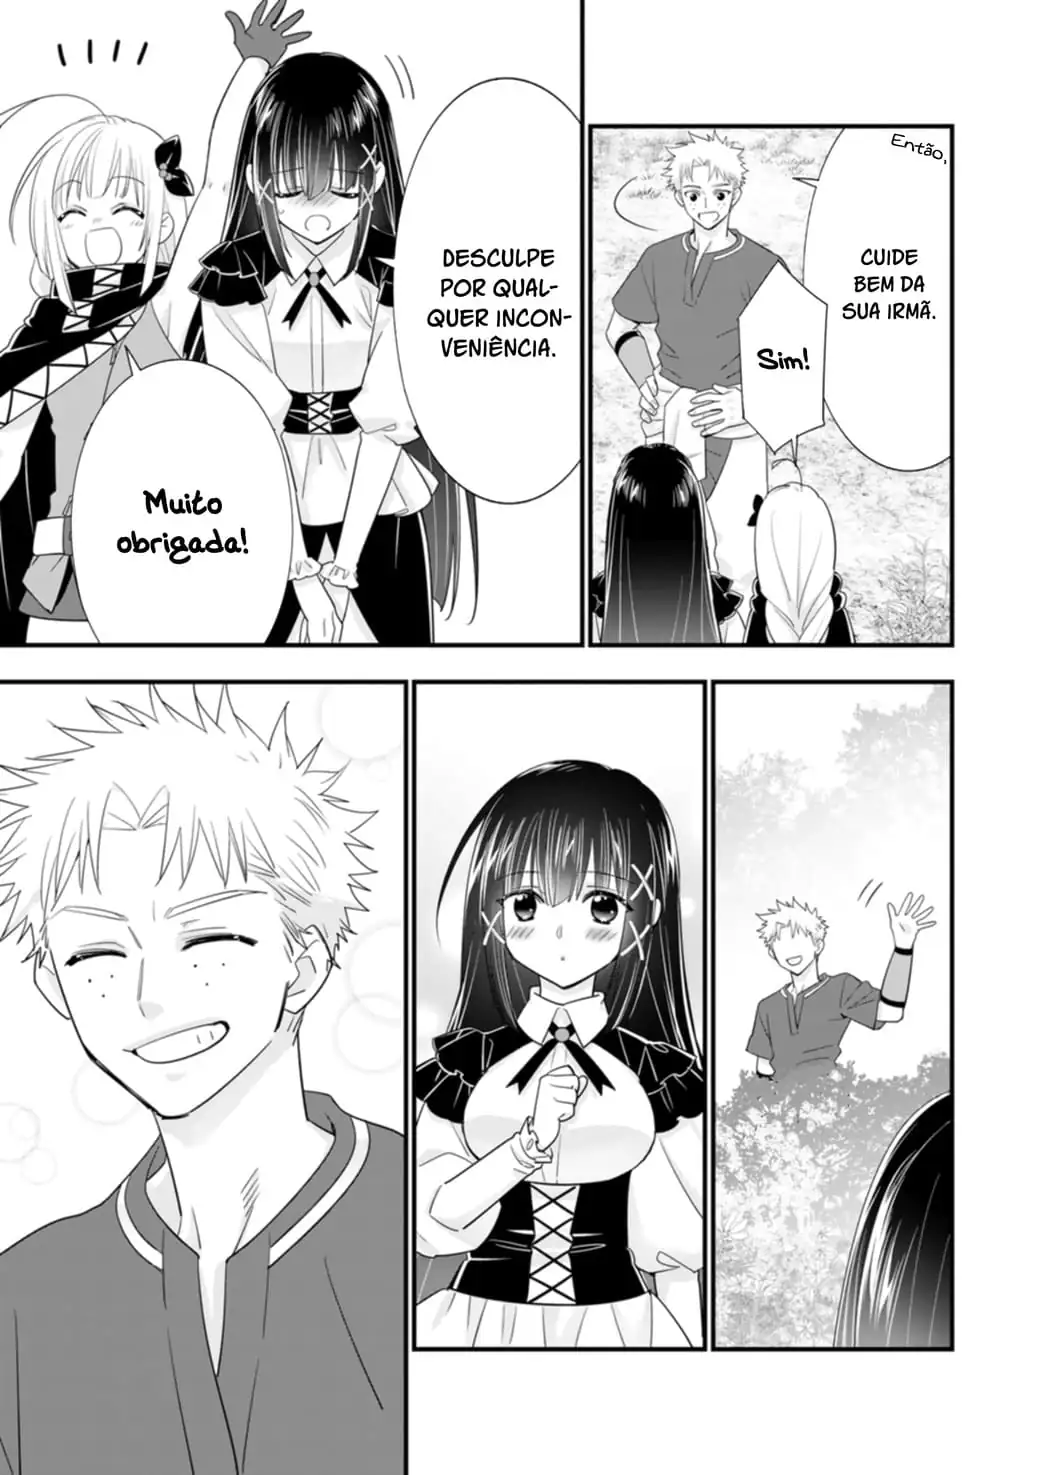 Então,
CUIDE
BEM DA
SUA IRMÃ.
Sim!
DESCULPE
POR QUAL-
QUER INCON-
VENIÊNCIA.
Muito
obrigada!